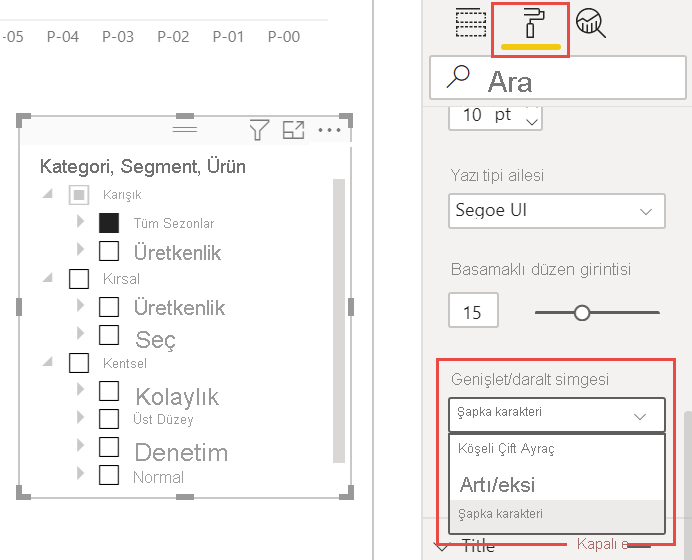 -05 P-04 P-03 P-02 P-01 P-00
Kategori, Segment, Ürün
Karışık
Tüm Sezonlar
Üretkenlik
Kırsal
Üretkenlik
Seç
Kentsel
Kolaylık
Üst Düzey
Denetim
Normal
Ara
10 pt
Yazı tipi ailesi
Segoe UI
Basamaklı düzen girintisi
15
Genişlet/daralt simgesi
Şapka karakteri
Köşeli Çift Ayraç
Artı/eksi
Şapka karakteri
Title Kapalı e